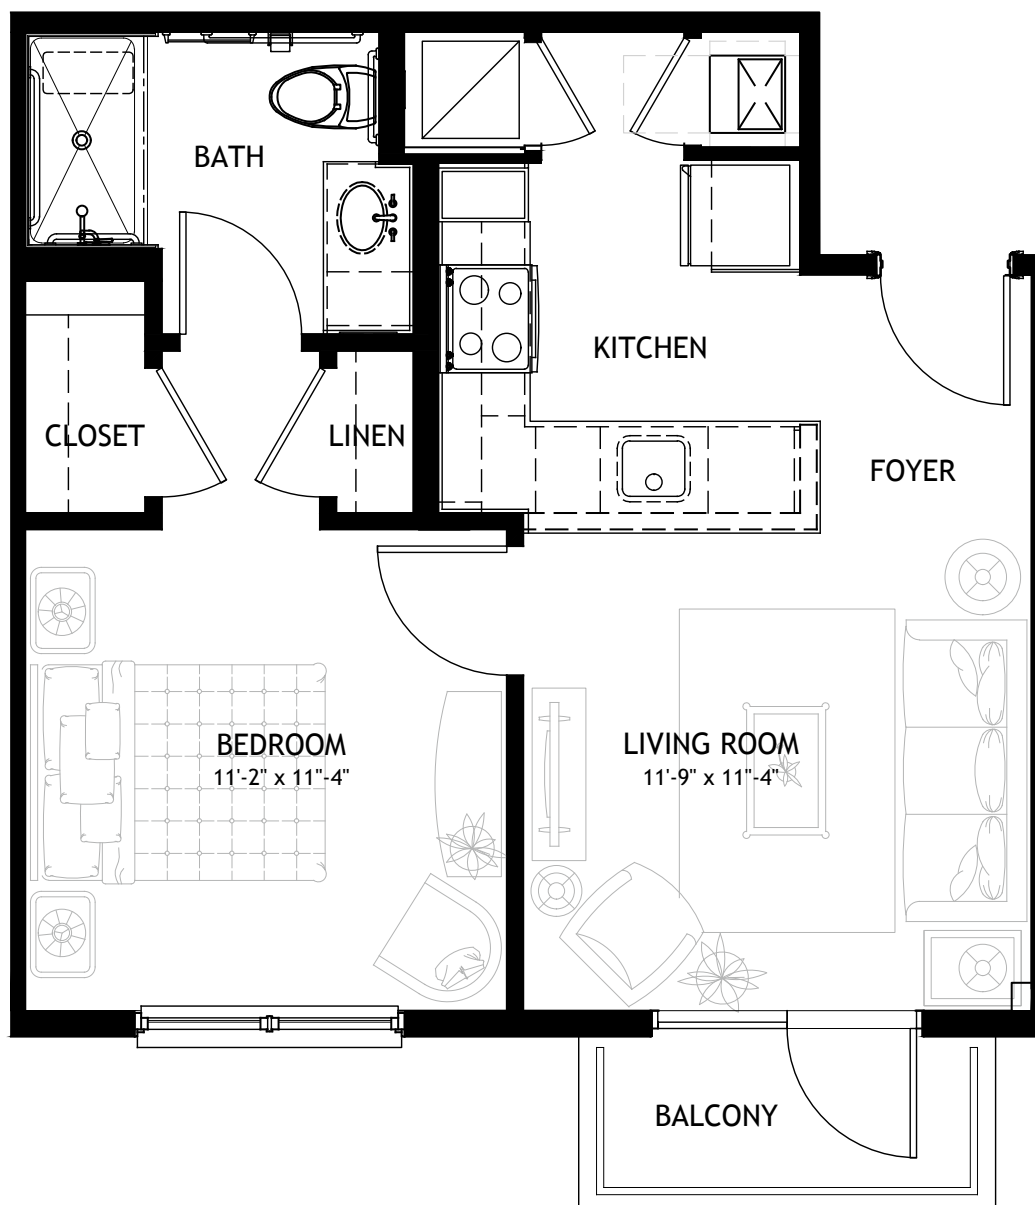 BATH
KITCHEN
CLOSET
LINEN
FOYER
BEDROOM
11'-2" x 11"-4"
LIVING ROOM
11'-9" x 11"-4"
BALCONY